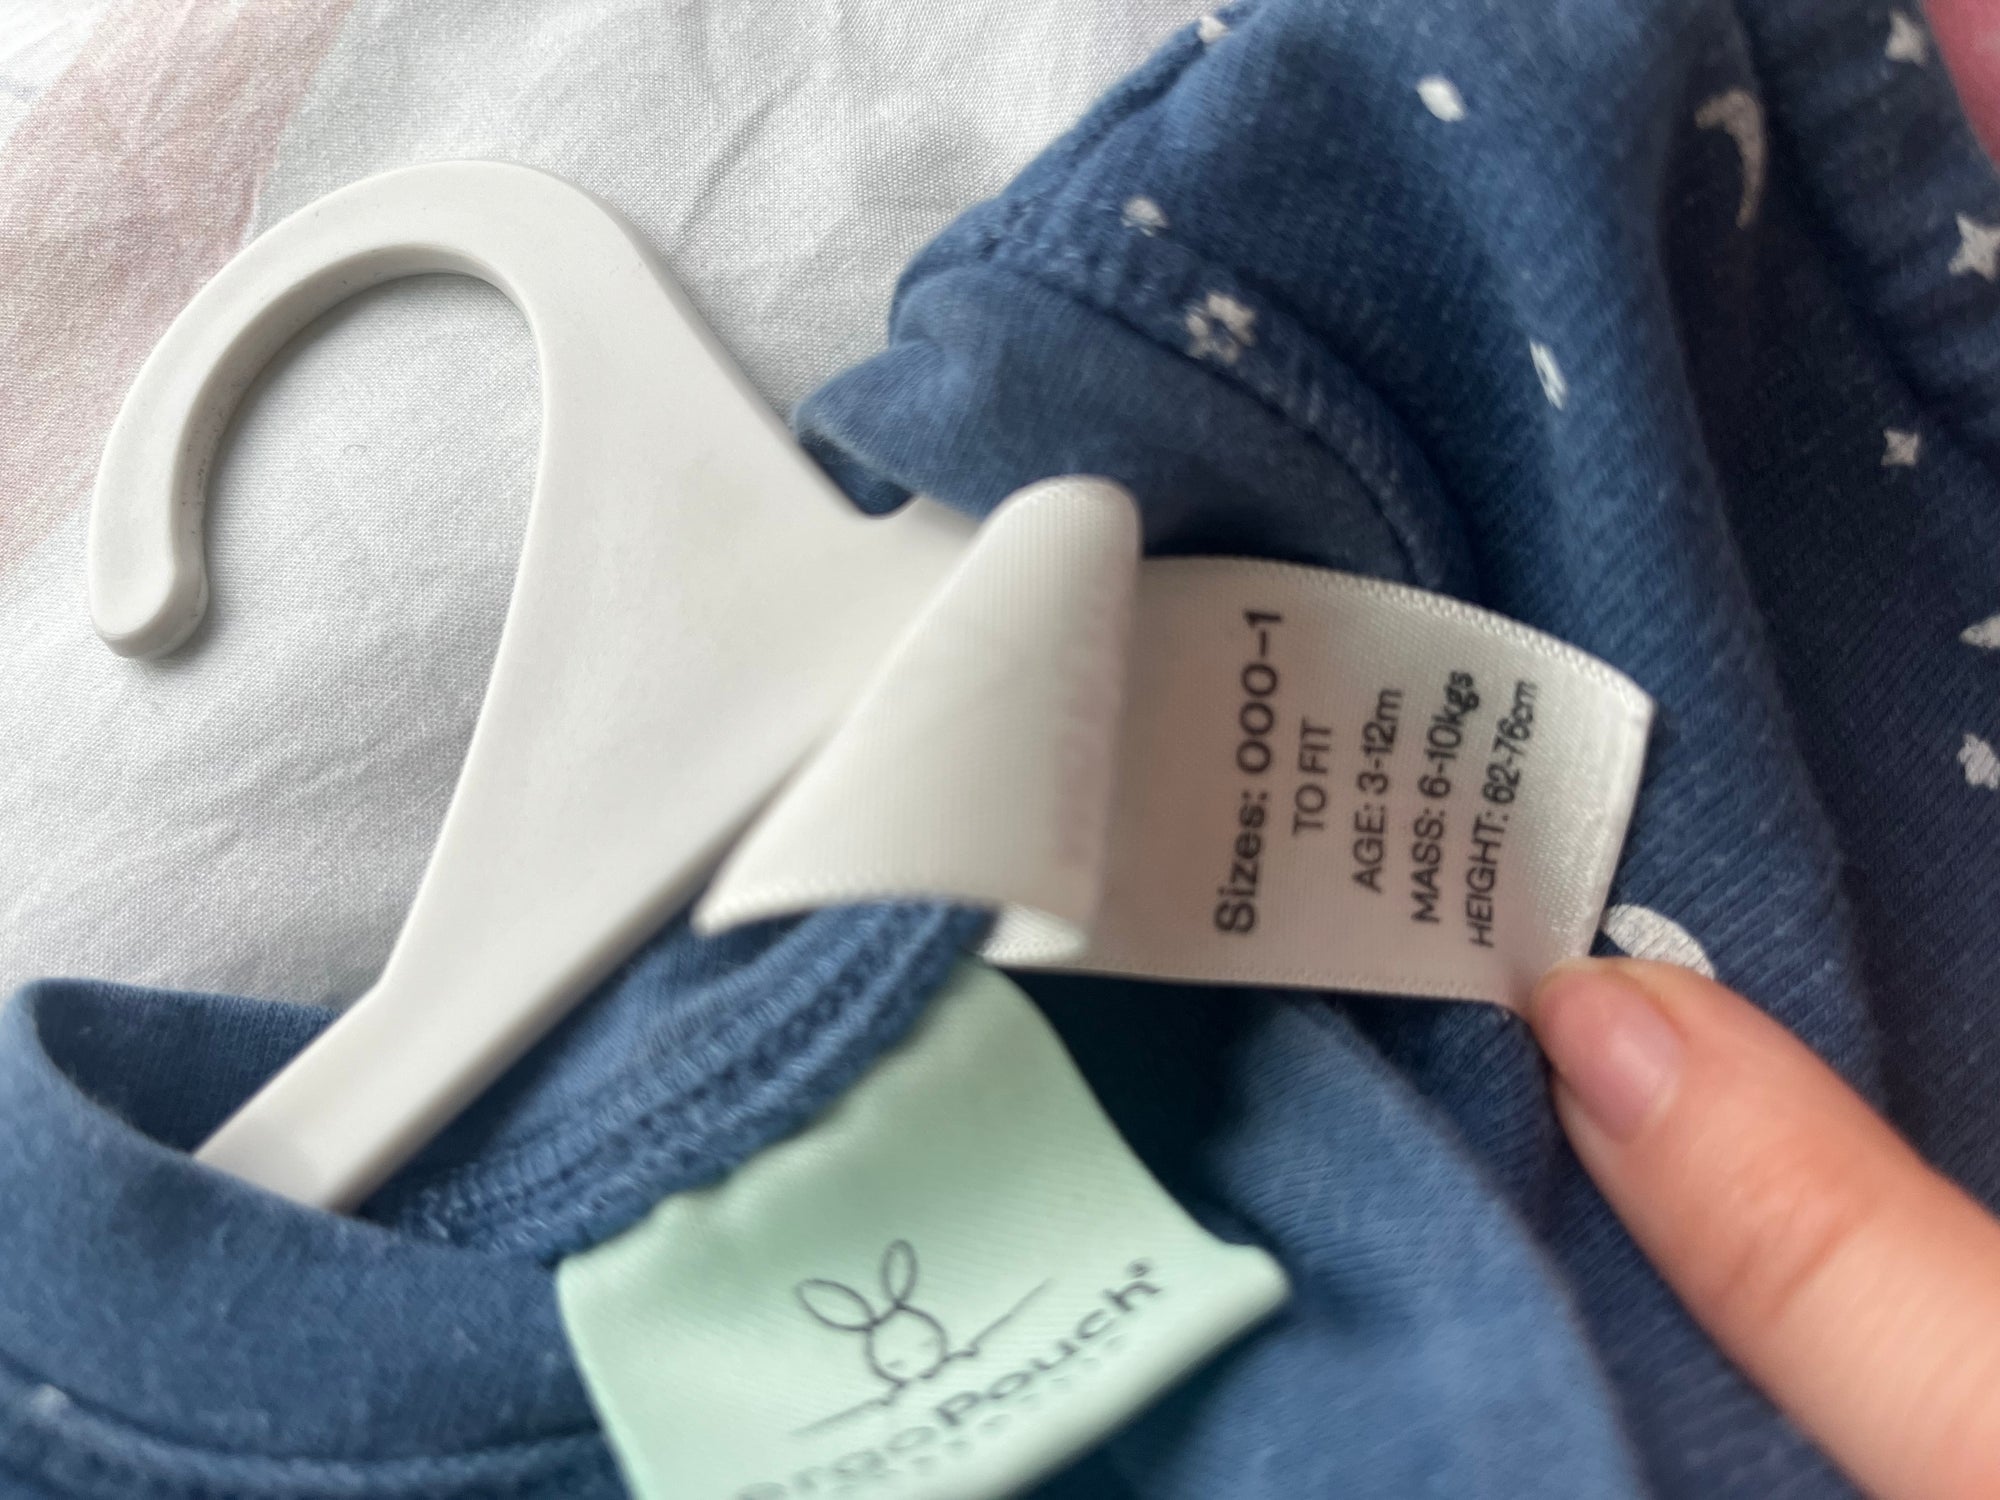 Sizes: 000-1
TO FIT
AGE: 3-12m
MASS: 6-10kgs
HEIGHT: 62-76cm
ergoPouch®